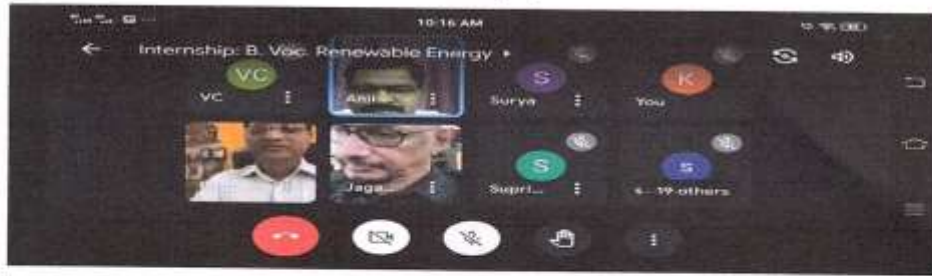 10:16 AM
Internship: B. Voc. Renewable Energy
VC
VC
S
Surya
K
You
Jaga...
S
Supri...
S
19 others